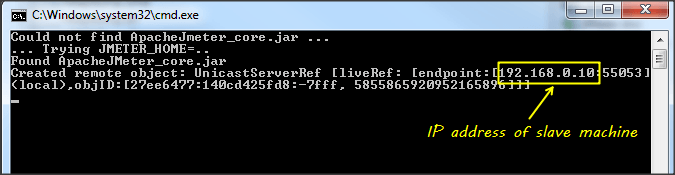 C:\Windows\system32\cmd.exe
Could not find ApacheJmeter_core.jar ...
... Trying JMETER_HOME=..
Found ApacheJMeter_core.jar
Created remote object: UnicastServerRef [liveRef: [endpoint:[192.168.0.10:55053]
(local),objID:[27ee6477:140cd425fd8:-7fff, 5855865920952165896]]]
IP address of slave machine